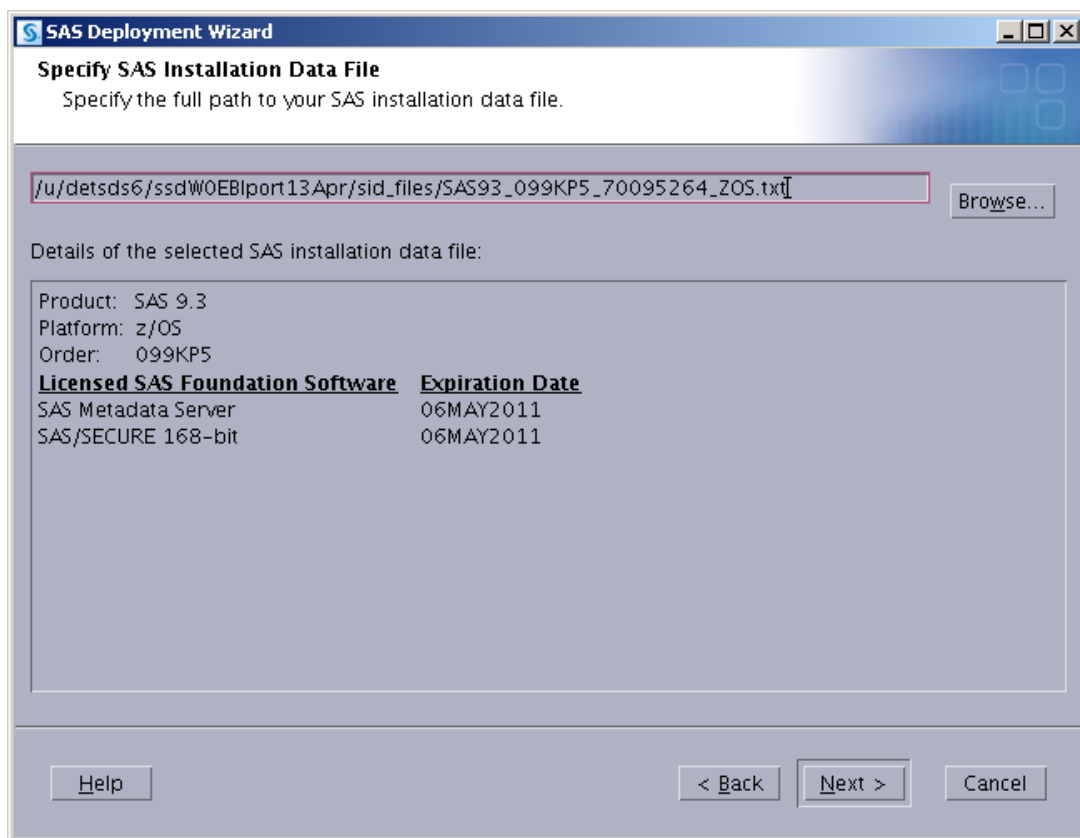 SAS Deployment Wizard
Specify SAS Installation Data File
Specify the full path to your SAS installation data file.
/u/detsds6/ssdW0EBIport13Apr/sid_files/SAS93_099KP5_70095264_ZOS.txt
Browse...
Details of the selected SAS installation data file:
Product: SAS 9.3
Platform: z/OS
Order: 099KP5
Licensed SAS Foundation Software Expiration Date
SAS Metadata Server 06MAY2011
SAS/SECURE 168-bit 06MAY2011
Help < Back Next > Cancel